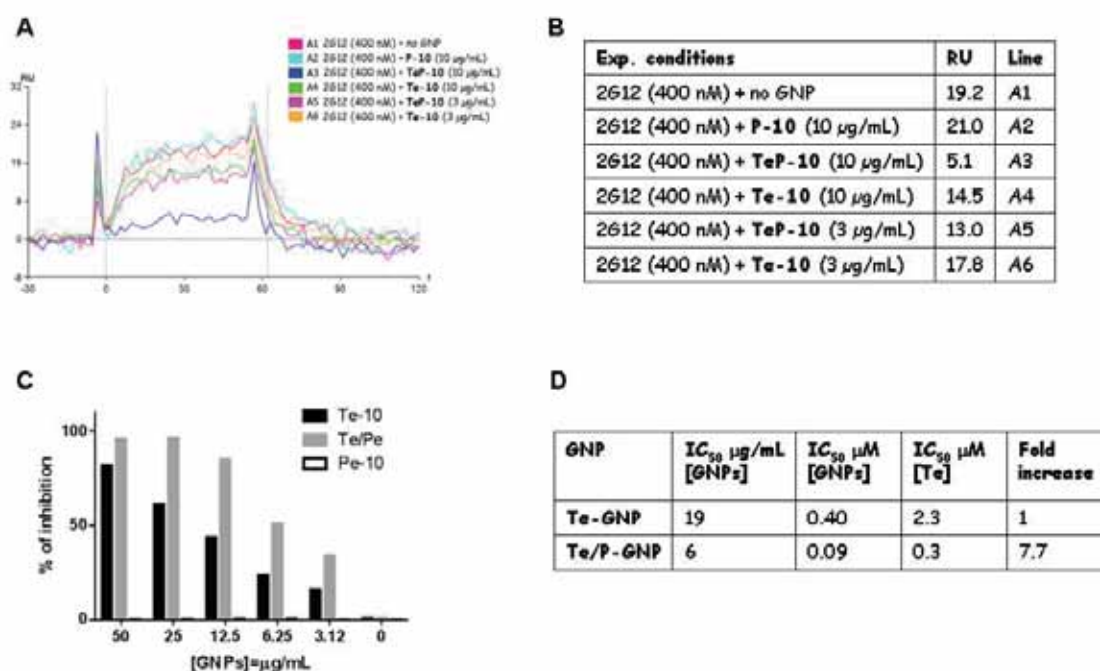 A
A1 2G12 (400 nM) + no GNP
A2 2G12 (400 nM) + P-10 (10 µg/mL)
A3 2G12 (400 nM) + TeP-10 (10 µg/mL)
A4 2G12 (400 nM) + Te-10 (10 µg/mL)
A5 2G12 (400 nM) + TeP-10 (3 µg/mL)
A6 2G12 (400 nM) + Te-10 (3 µg/mL)
RU
32
24
16
8
0
-8
-30 0 30 60 90 120
B
Exp. conditions RU Line
2G12 (400 nM) + no GNP 19.2 A1
2G12 (400 nM) + P-10 (10 µg/mL) 21.0 A2
2G12 (400 nM) + TeP-10 (10 µg/mL) 5.1 A3
2G12 (400 nM) + Te-10 (10 µg/mL) 14.5 A4
2G12 (400 nM) + TeP-10 (3 µg/mL) 13.0 A5
2G12 (400 nM) + Te-10 (3 µg/mL) 17.8 A6
C
Te-10
Te/Pe
Pe-10
% of inhibition
100
50
0
50 25 12.5 6.25 3.12 0
[GNPs]=µg/mL
D
GNP IC50 µg/mL [GNPs] IC50 µM [GNPs] IC50 µM [Te] Fold increase
Te-GNP 19 0.40 2.3 1
Te/P-GNP 6 0.09 0.3 7.7